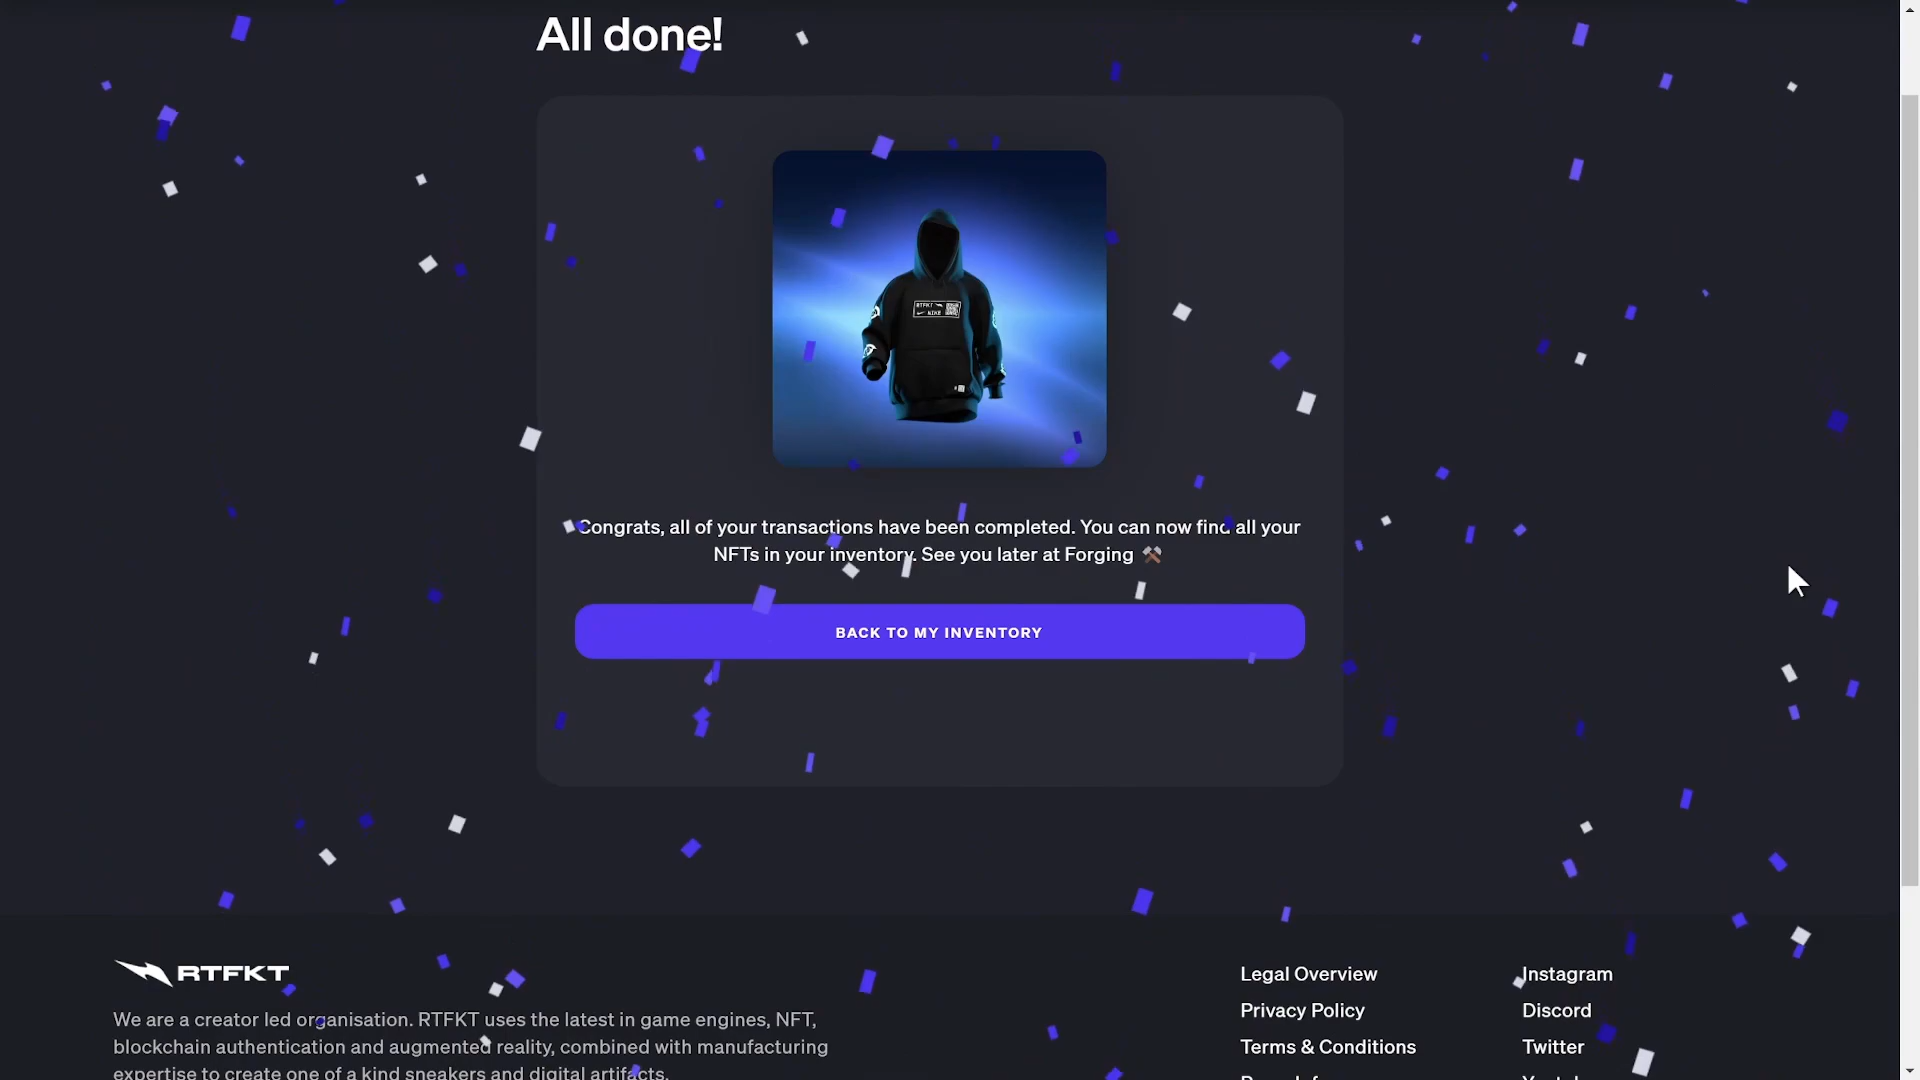 All done!
RTFKT
NIKE
Congrats, all of your transactions have been completed. You can now find all your
NFTs in your inventory. See you later at Forging
BACK TO MY INVENTORY
RTFKT
We are a creator led organisation. RTFKT uses the latest in game engines, NFT,
blockchain authentication and augmented reality, combined with manufacturing
expertise to create one of a kind sneakers and digital artifacts.
Legal Overview
Privacy Policy
Terms & Conditions
Instagram
Discord
Twitter